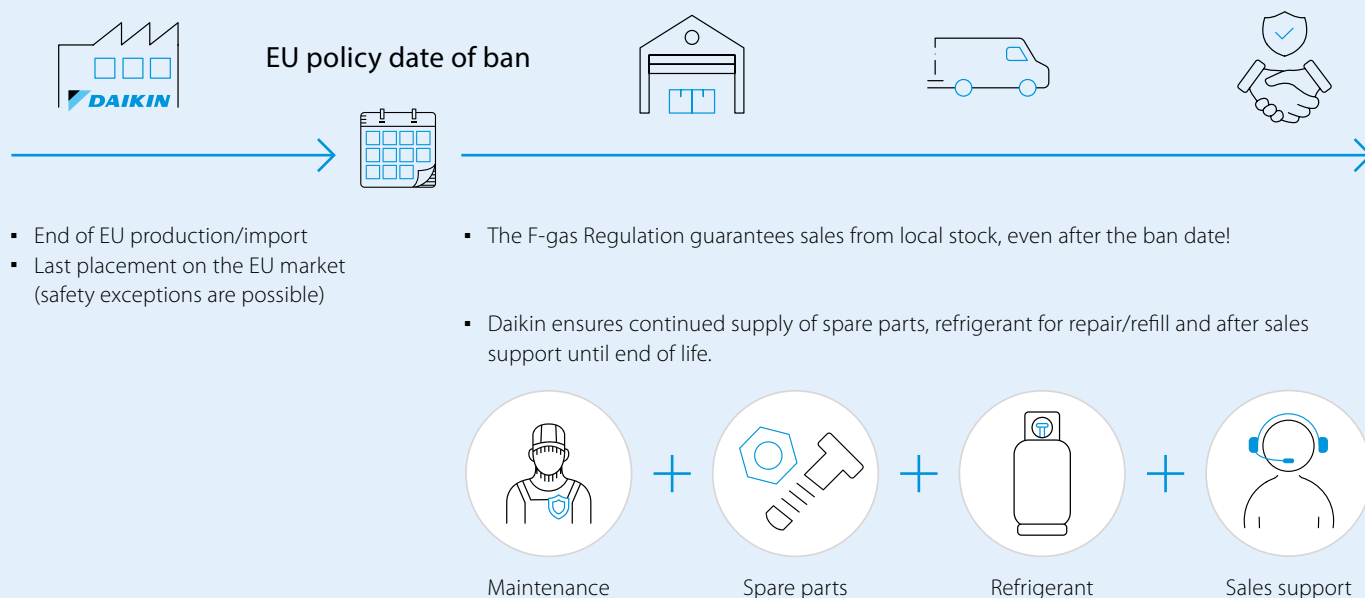 EU policy date of ban
DAIKIN
▪ End of EU production/import
▪ Last placement on the EU market
(safety exceptions are possible)
▪ The F-gas Regulation guarantees sales from local stock, even after the ban date!
▪ Daikin ensures continued supply of spare parts, refrigerant for repair/refill and after sales
support until end of life.
Maintenance
Spare parts
Refrigerant
Sales support